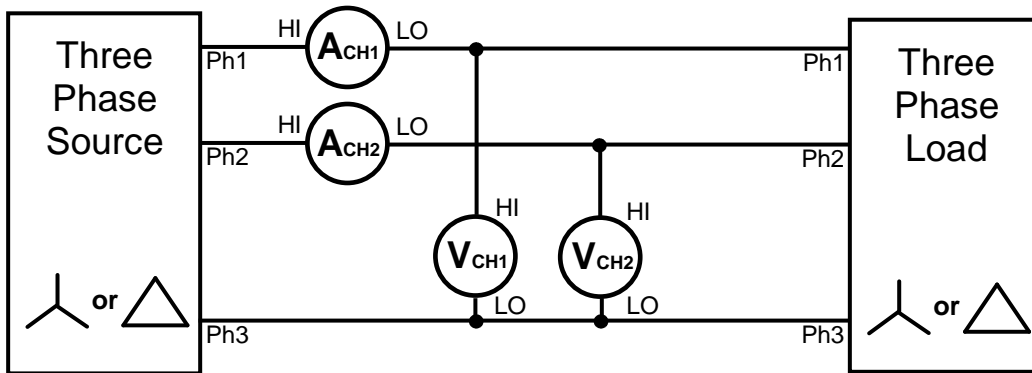 Three
Phase
Source
or
Ph1
Ph2
Ph3
HI
ACH1
LO
HI
ACH2
LO
HI
VCH1
LO
HI
VCH2
LO
Ph1
Ph2
Ph3
Three
Phase
Load
or